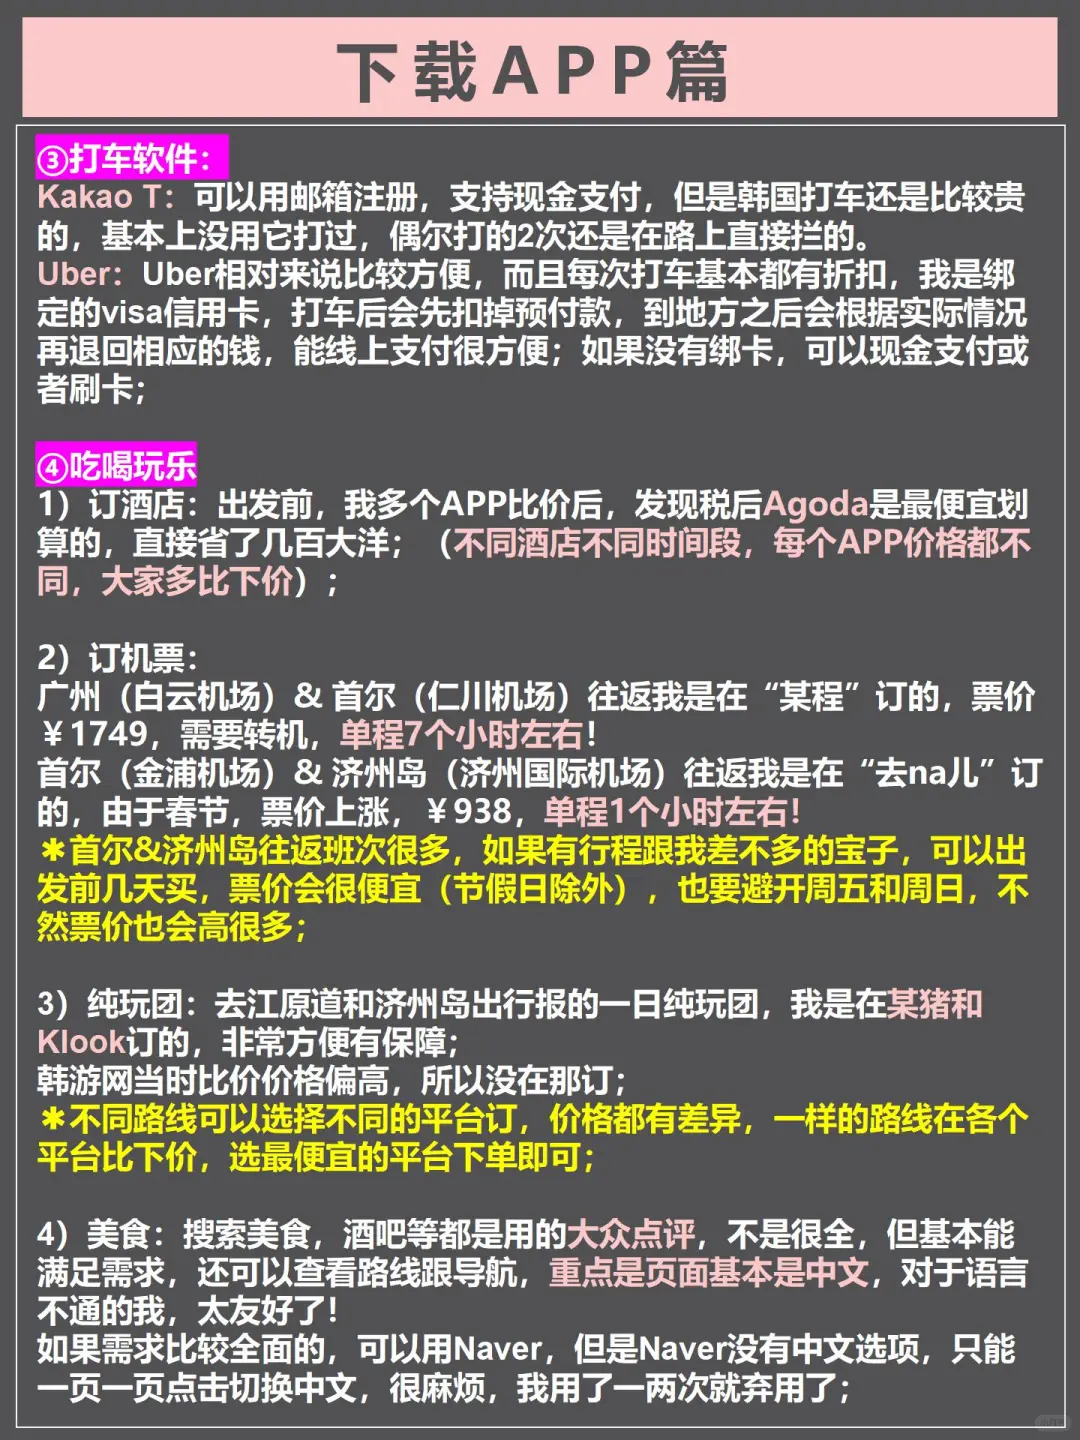 下载APP篇
③打车软件：
Kakao T：可以用邮箱注册，支持现金支付，但是韩国打车还是比较贵
的，基本上没用它打过，偶尔打的2次还是在路上直接拦的。
Uber：Uber相对来说比较方便，而且每次打车基本都有折扣，我是绑
定的visa信用卡，打车后会先扣掉预付款，到地方之后会根据实际情况
再退回相应的钱，能线上支付很方便；如果没有绑卡，可以现金支付或
者刷卡；
④吃喝玩乐
1）订酒店：出发前，我多个APP比价后，发现税后Agoda是最便宜划
算的，直接省了几百大洋；（不同酒店不同时间段，每个APP价格都不
同，大家多比下价）；
2）订机票：
广州（白云机场）& 首尔（仁川机场）往返我是在“某程”订的，票价
￥1749，需要转机，单程7个小时左右！
首尔（金浦机场）& 济州岛（济州国际机场）往返我是在“去na儿”订
的，由于春节，票价上涨，￥938，单程1个小时左右！
＊首尔&济州岛往返班次很多，如果有行程跟我差不多的宝子，可以出
发前几天买，票价会很便宜（节假日除外），也要避开周五和周日，不
然票价也会高很多；
3）纯玩团：去江原道和济州岛出行报的一日纯玩团，我是在某猪和
Klook订的，非常方便有保障；
韩游网当时比价价格偏高，所以没在那订；
＊不同路线可以选择不同的平台订，价格都有差异，一样的路线在各个
平台比下价，选最便宜的平台下单即可；
4）美食：搜索美食，酒吧等都是用的大众点评，不是很全，但基本能
满足需求，还可以查看路线跟导航，重点是页面基本是中文，对于语言
不通的我，太友好了！
如果需求比较全面的，可以用Naver，但是Naver没有中文选项，只能
一页一页点击切换中文，很麻烦，我用了一两次就弃用了；